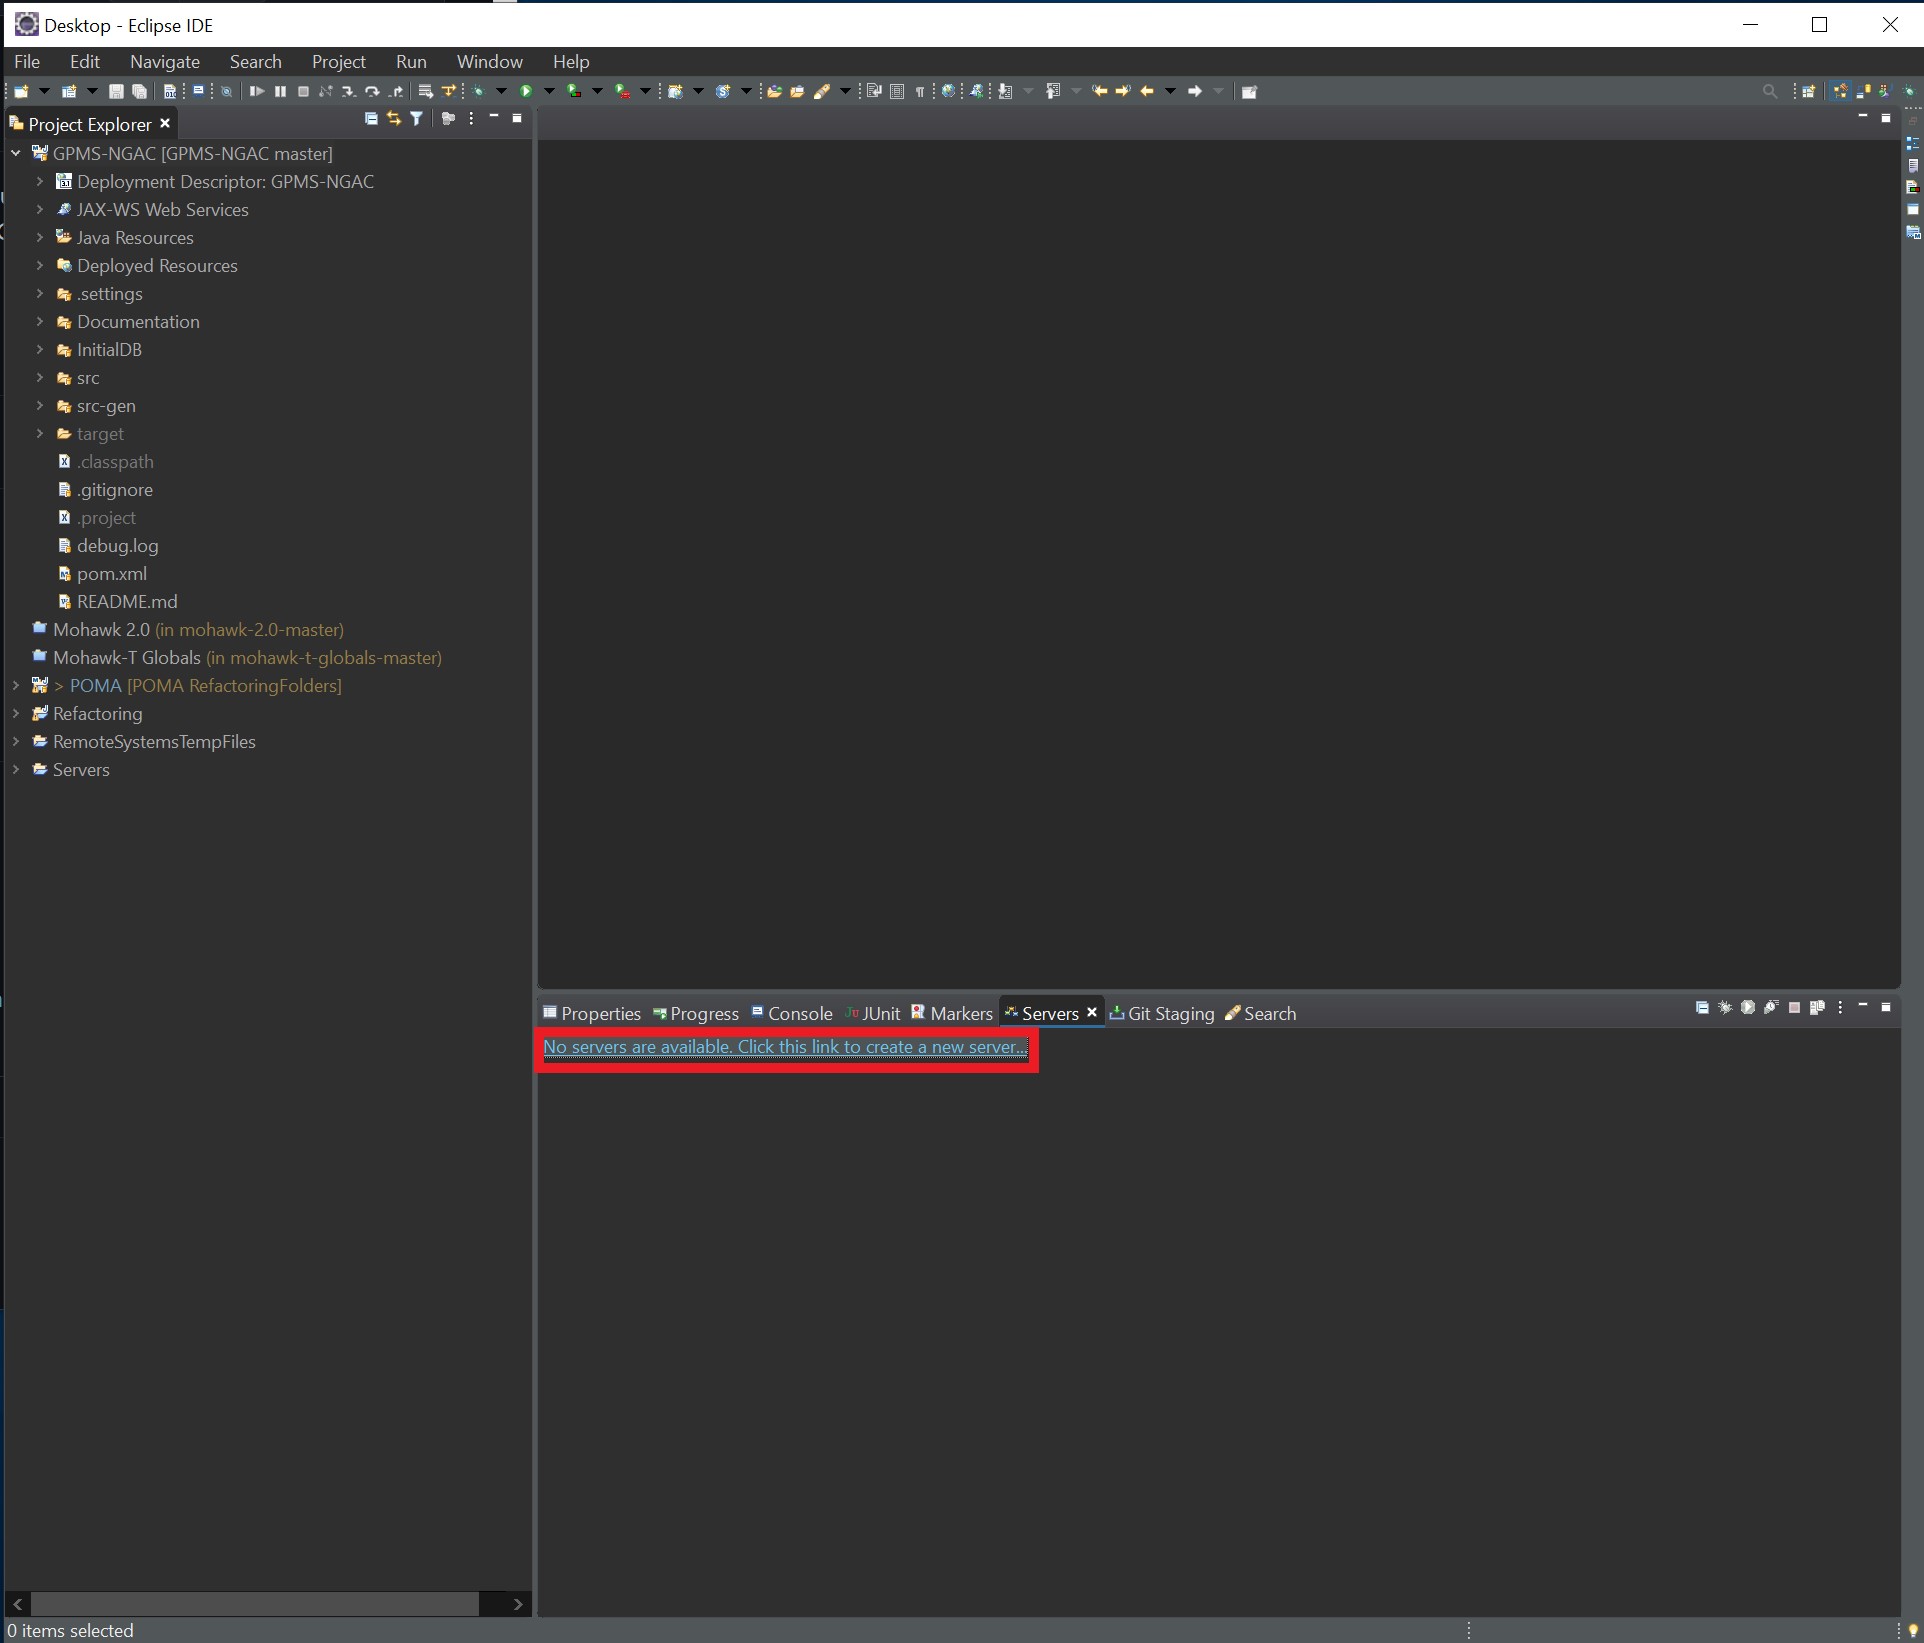 Desktop - Eclipse IDE
File Edit Navigate Search Project Run Window Help
Project Explorer
GPMS-NGAC [GPMS-NGAC master]
Deployment Descriptor: GPMS-NGAC
JAX-WS Web Services
Java Resources
Deployed Resources
.settings
Documentation
InitialDB
src
src-gen
target
.classpath
.gitignore
.project
debug.log
pom.xml
README.md
Mohawk 2.0 (in mohawk-2.0-master)
Mohawk-T Globals (in mohawk-t-globals-master)
> POMA [POMA RefactoringFolders]
Refactoring
RemoteSystemsTempFiles
Servers
Properties Progress Console JUnit Markers Servers Git Staging Search
No servers are available. Click this link to create a new server...
0 items selected